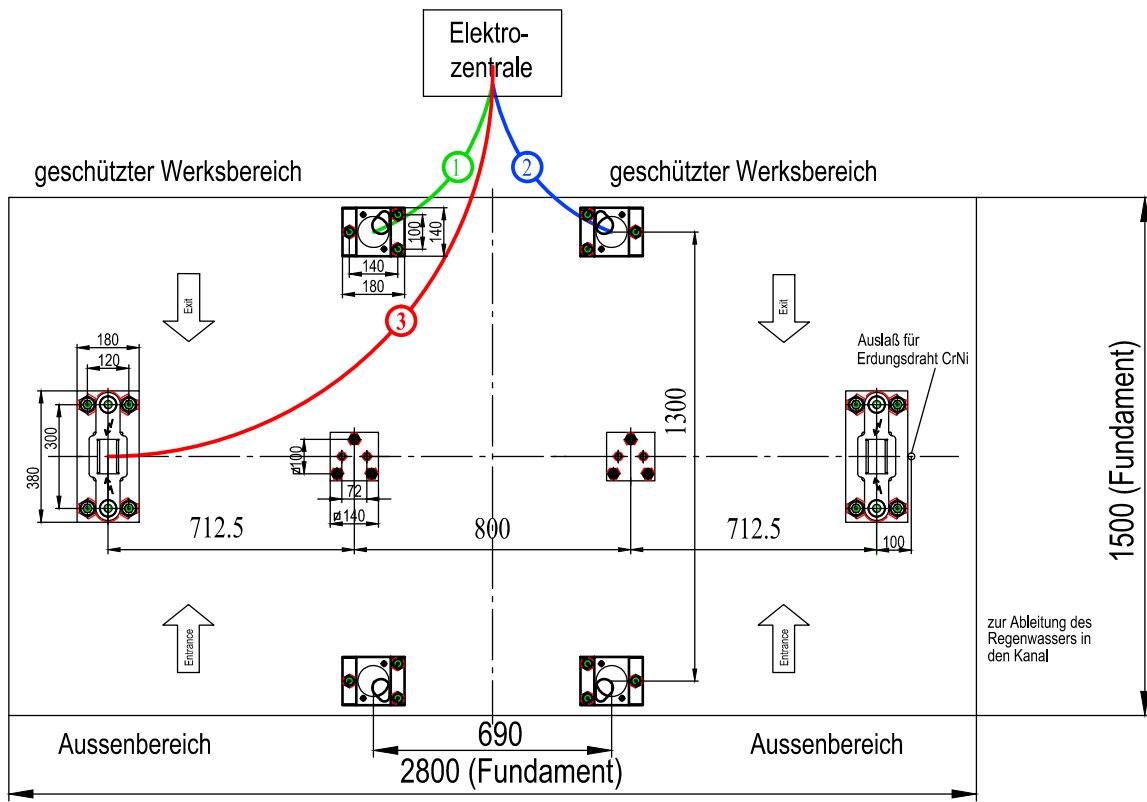 Elektro-
zentrale
1
2
geschützter Werksbereich
geschützter Werksbereich
100
140
140
180
Exit
Exit
3
180
120
Auslaß für
Erdungsdraht CrNi
300
380
ø100
72
ø140
1300
1500 (Fundament)
712.5
800
712.5
100
Entrance
Entrance
zur Ableitung des
Regenwassers in
den Kanal
Aussenbereich
690
Aussenbereich
2800 (Fundament)